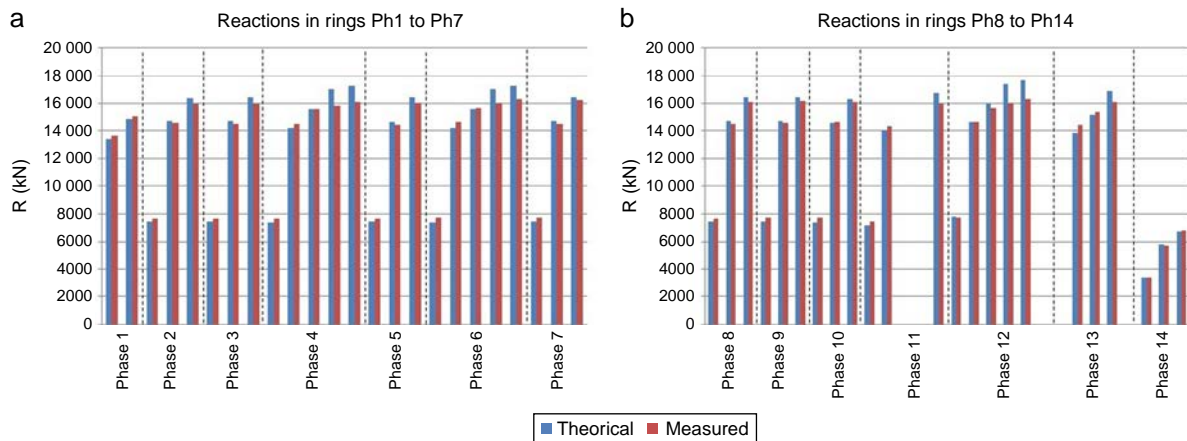 a
Reactions in rings Ph1 to Ph7
R (kN)
20 000
18 000
16 000
14 000
12 000
10 000
8000
6000
4000
2000
0
Phase 1
Phase 2
Phase 3
Phase 4
Phase 5
Phase 6
Phase 7
b
Reactions in rings Ph8 to Ph14
R (kN)
20 000
18 000
16 000
14 000
12 000
10 000
8000
6000
4000
2000
0
Phase 8
Phase 9
Phase 10
Phase 11
Phase 12
Phase 13
Phase 14
Theorical Measured